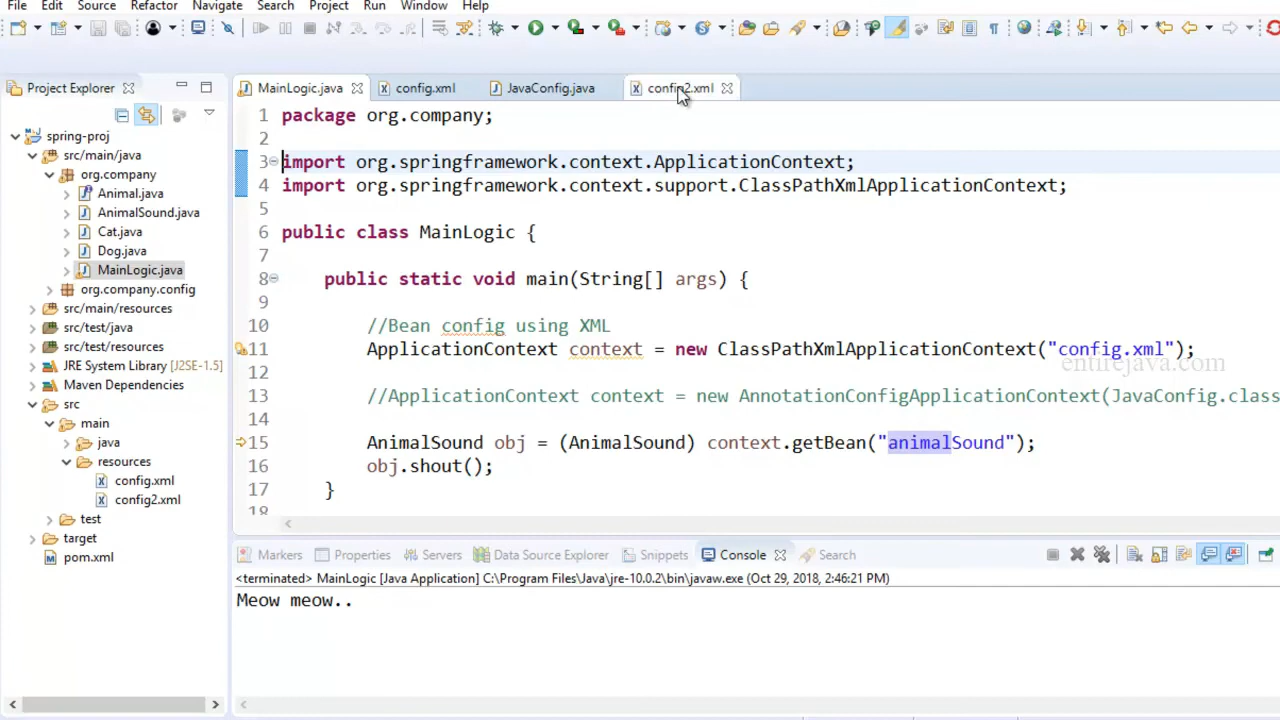 File Edit Source Refactor Navigate Search Project Run Window Help
Project Explorer
MainLogic.java config.xml JavaConfig.java config2.xml
spring-proj
src/main/java
org.company
Animal.java
AnimalSound.java
Cat.java
Dog.java
MainLogic.java
org.company.config
src/main/resources
src/test/java
src/test/resources
JRE System Library [J2SE-1.5]
Maven Dependencies
src
main
java
resources
config.xml
config2.xml
test
target
pom.xml
1 package org.company;
2
3 import org.springframework.context.ApplicationContext;
4 import org.springframework.context.support.ClassPathXmlApplicationContext;
5
6 public class MainLogic {
7
8 public static void main(String[] args) {
9
10 //Bean config using XML
11 ApplicationContext context = new ClassPathXmlApplicationContext("config.xml");
entirejava.com
12
13 //ApplicationContext context = new AnnotationConfigApplicationContext(JavaConfig.class
14
15 AnimalSound obj = (AnimalSound) context.getBean("animalSound");
16 obj.shout();
17 }
18
Markers Properties Servers Data Source Explorer Snippets Console Search
<terminated> MainLogic [Java Application] C:\Program Files\Java\jre-10.0.2\bin\javaw.exe (Oct 29, 2018, 2:46:21 PM)
Meow meow..